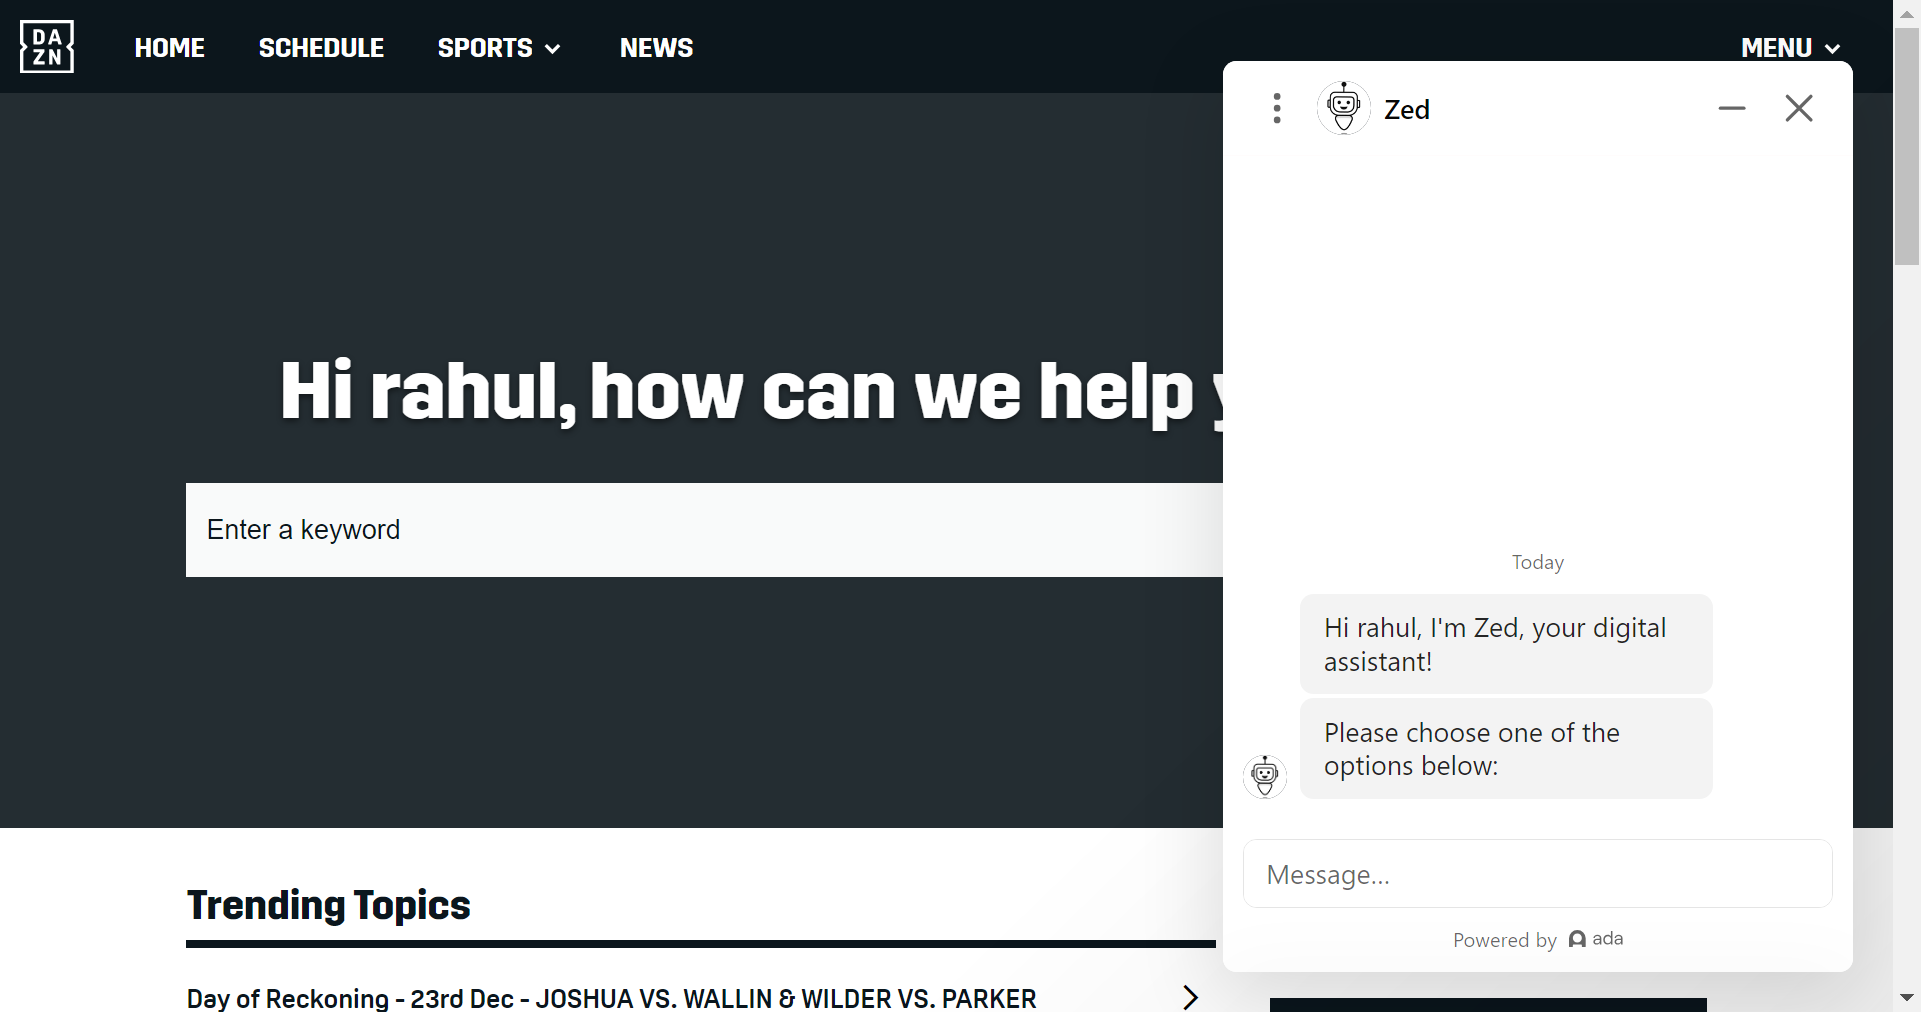 DA
ZN
HOME
SCHEDULE
SPORTS
NEWS
MENU
Zed
Hi rahul, how can we help
Enter a keyword
Today
Hi rahul, I'm Zed, your digital
assistant!
Please choose one of the
options below:
Message...
Powered by ada
Trending Topics
Day of Reckoning - 23rd Dec - JOSHUA VS. WALLIN & WILDER VS. PARKER